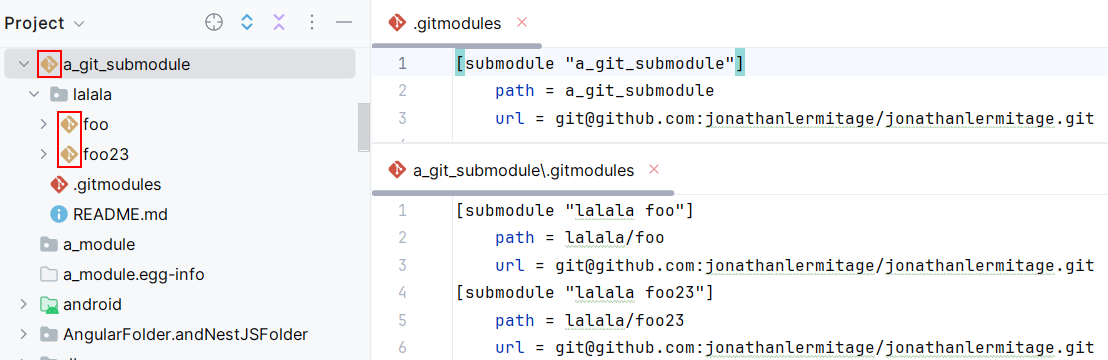 Project
a_git_submodule
lalala
foo
foo23
.gitmodules
README.md
a_module
a_module.egg-info
android
AngularFolder.andNestJSFolder
.gitmodules
1 [submodule "a_git_submodule"]
2 path = a_git_submodule
3 url = git@github.com:jonathanlermitage/jonathanlermitage.git
a_git_submodule\.gitmodules
1 [submodule "lalala foo"]
2 path = lalala/foo
3 url = git@github.com:jonathanlermitage/jonathanlermitage.git
4 [submodule "lalala foo23"]
5 path = lalala/foo23
6 url = git@github.com:jonathanlermitage/jonathanlermitage.git